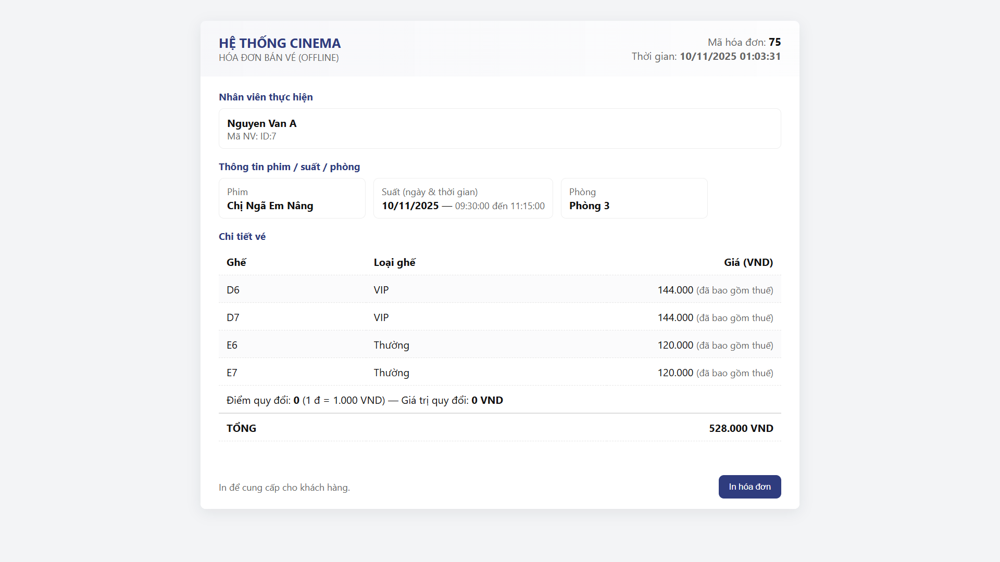 HỆ THỐNG CINEMA
HÓA ĐƠN BÁN VÉ (OFFLINE)
Mã hóa đơn: 75
Thời gian: 10/11/2025 01:03:31
Nhân viên thực hiện
Nguyen Van A
Mã NV: ID:7
Thông tin phim / suất / phòng
Phim
Chị Ngã Em Nâng
Suất (ngày & thời gian)
10/11/2025 — 09:30:00 đến 11:15:00
Phòng
Phòng 3
Chi tiết vé
Ghế Loại ghế Giá (VND)
D6 VIP 144.000 (đã bao gồm thuế)
D7 VIP 144.000 (đã bao gồm thuế)
E6 Thường 120.000 (đã bao gồm thuế)
E7 Thường 120.000 (đã bao gồm thuế)
Điểm quy đổi: 0 (1 đ = 1.000 VND) — Giá trị quy đổi: 0 VND
TỔNG 528.000 VND
In để cung cấp cho khách hàng.
In hóa đơn